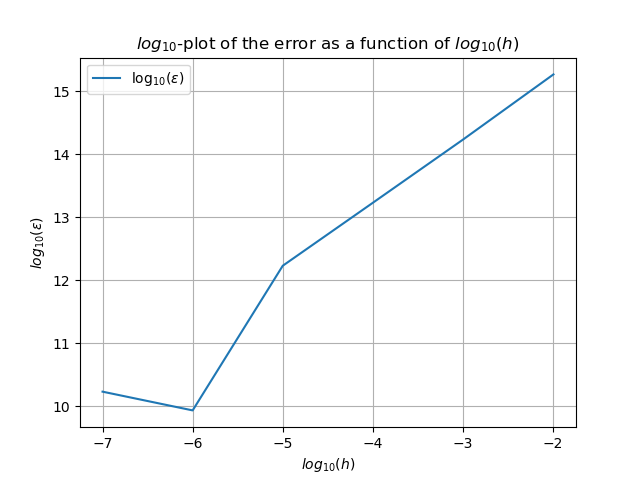 log₁₀-plot of the error as a function of log₁₀(h)
log₁₀(ε)
15
14
13
12
11
10
log₁₀(ε)
−7 −6 −5 −4 −3 −2
log₁₀(h)